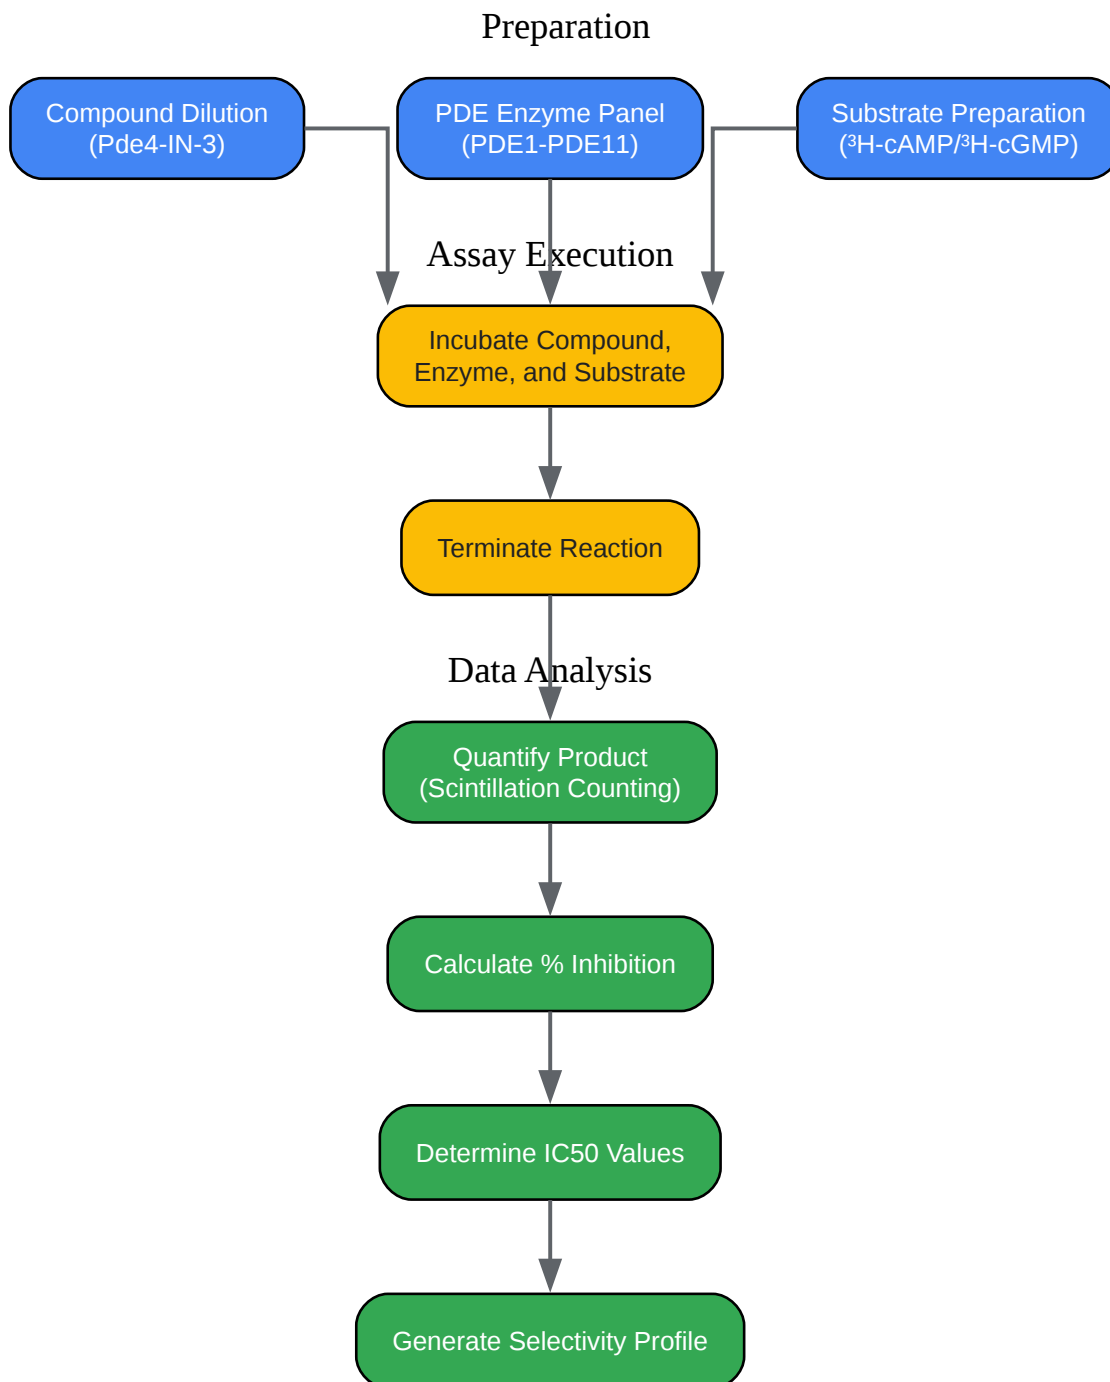 Preparation
Compound Dilution
(Pde4-IN-3)
PDE Enzyme Panel
(PDE1-PDE11)
Substrate Preparation
(³H-cAMP/³H-cGMP)
Assay Execution
Incubate Compound,
Enzyme, and Substrate
Terminate Reaction
Data Analysis
Quantify Product
(Scintillation Counting)
Calculate % Inhibition
Determine IC50 Values
Generate Selectivity Profile